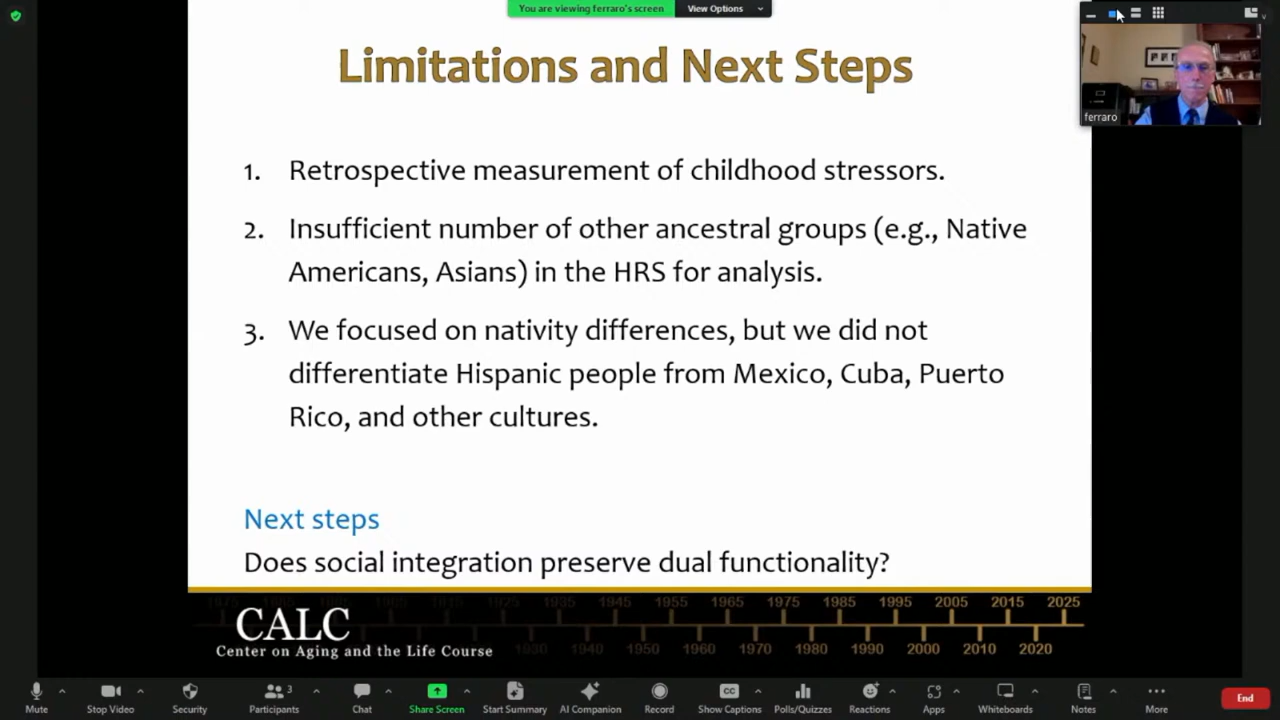 You are viewing ferraro's screen
View Options
Limitations and Next Steps
ferraro
1. Retrospective measurement of childhood stressors.
2. Insufficient number of other ancestral groups (e.g., Native
Americans, Asians) in the HRS for analysis.
3. We focused on nativity differences, but we did not
differentiate Hispanic people from Mexico, Cuba, Puerto
Rico, and other cultures.
Next steps
Does social integration preserve dual functionality?
1935 1945 1955 1965 1975 1985 1995 2005 2015 2025
CALC
Center on Aging and the Life Course
1930 1940 1950 1960 1970 1980 1990 2000 2010 2020
Mute
Stop Video
Security
Participants
3
Chat
Share Screen
Start Summary
AI Companion
Record
CC
Show Captions
Polls/Quizzes
Reactions
Apps
Whiteboards
Notes
More
End